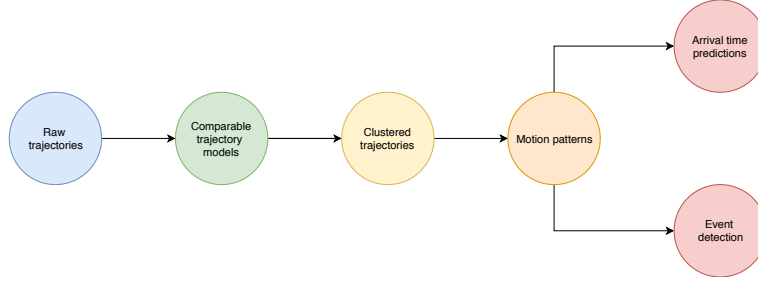 Raw
trajectories
Comparable
trajectory
models
Clustered
trajectories
Motion patterns
Arrival time
predictions
Event
detection